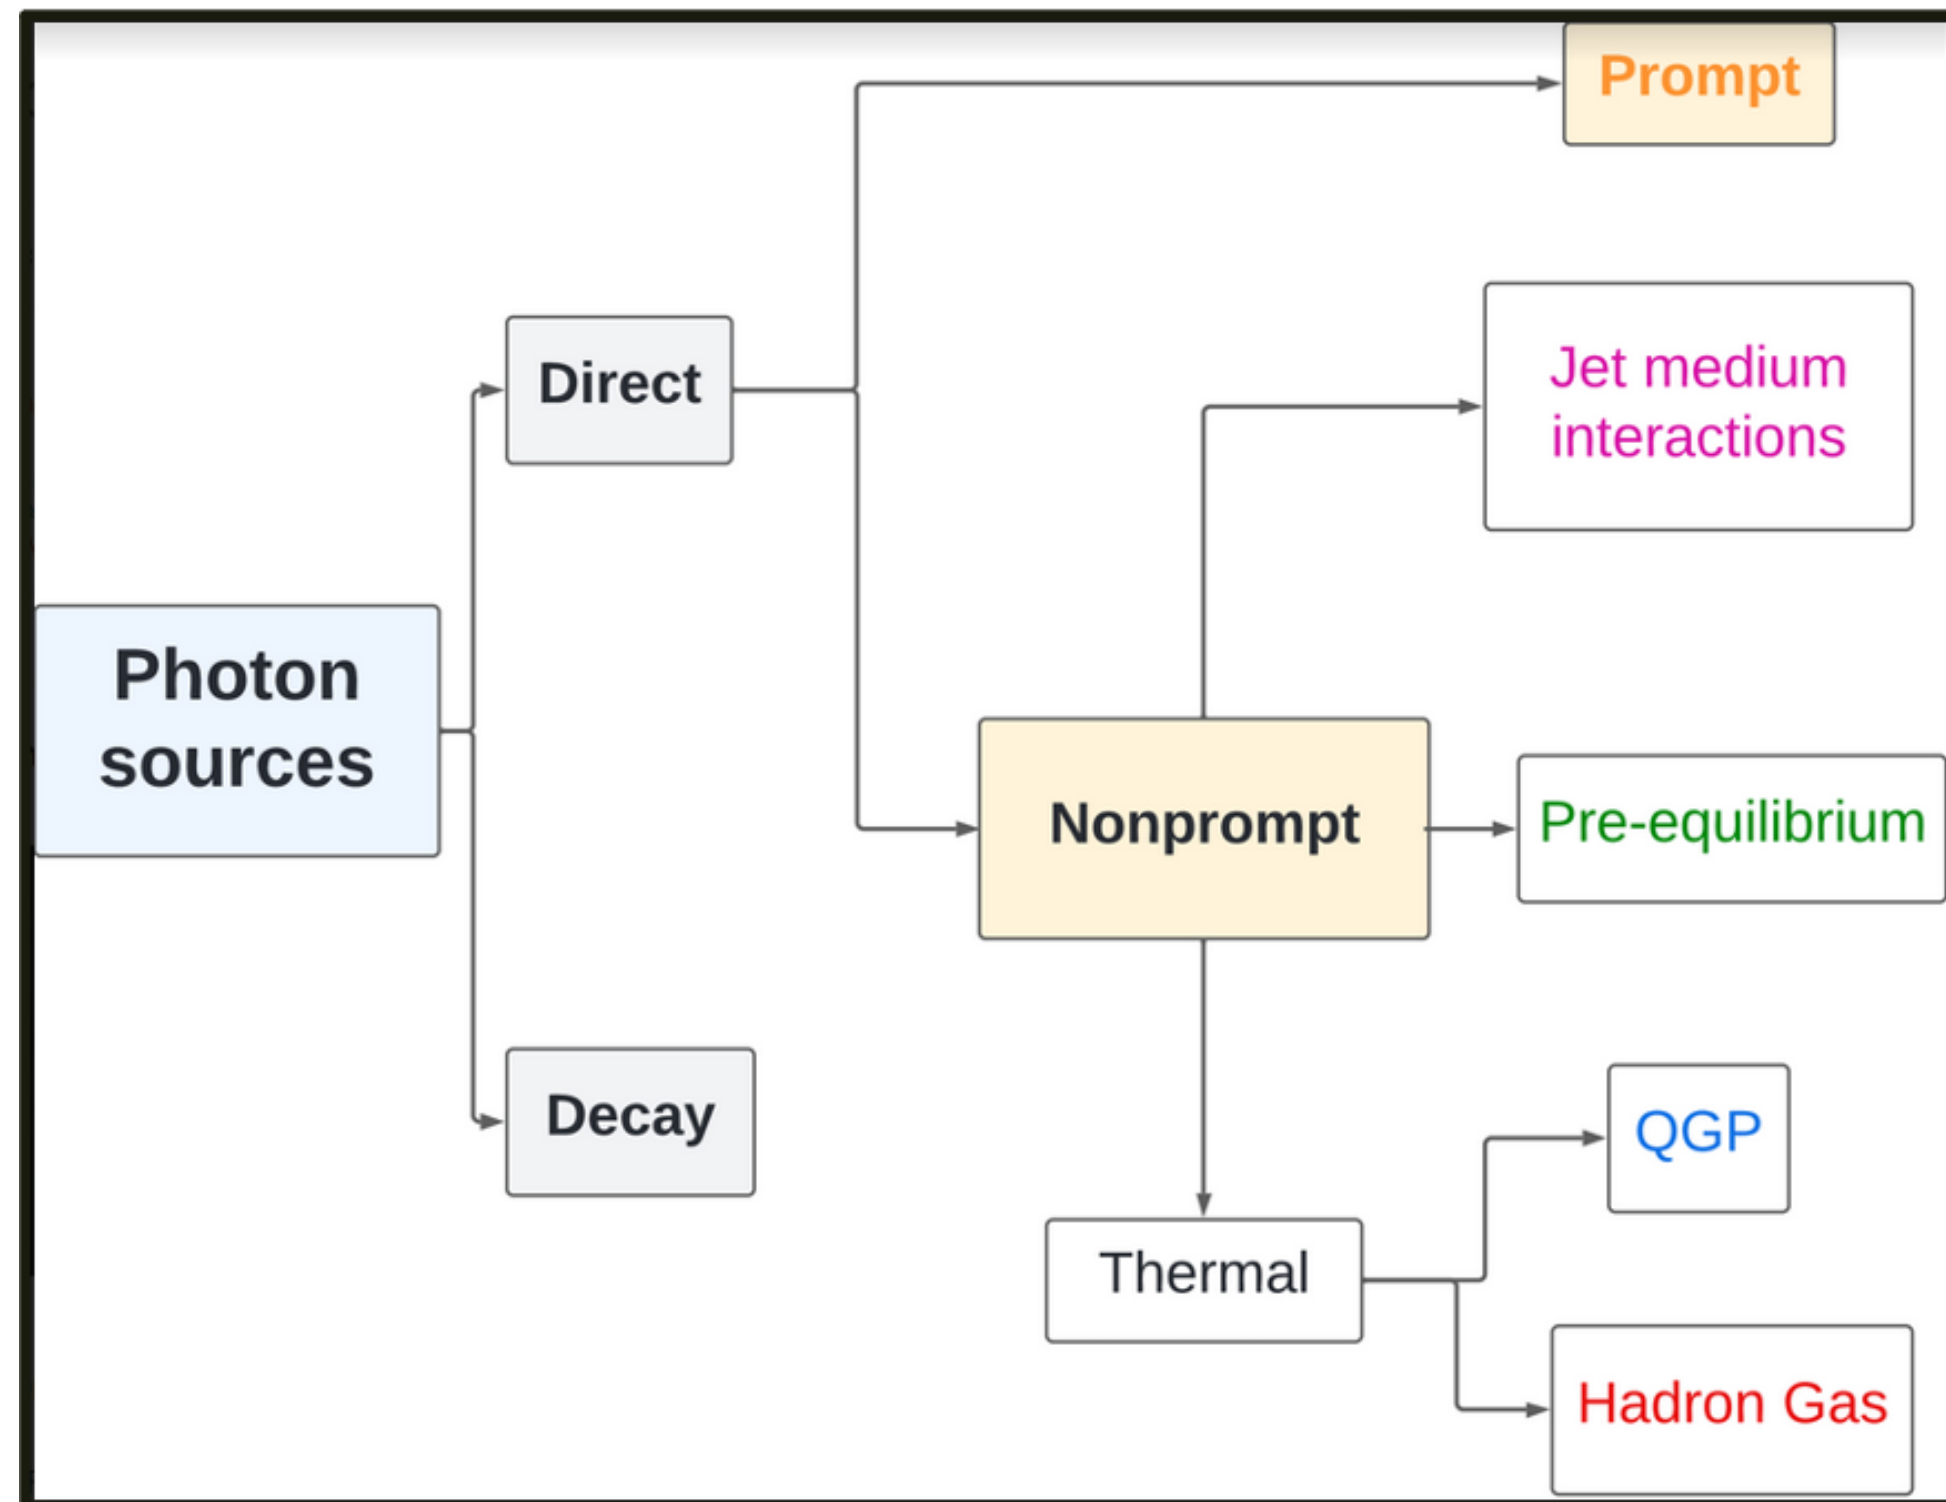 Prompt
Jet medium
interactions
Direct
Photon
sources
Nonprompt
Pre-equilibrium
Decay
QGP
Thermal
Hadron Gas